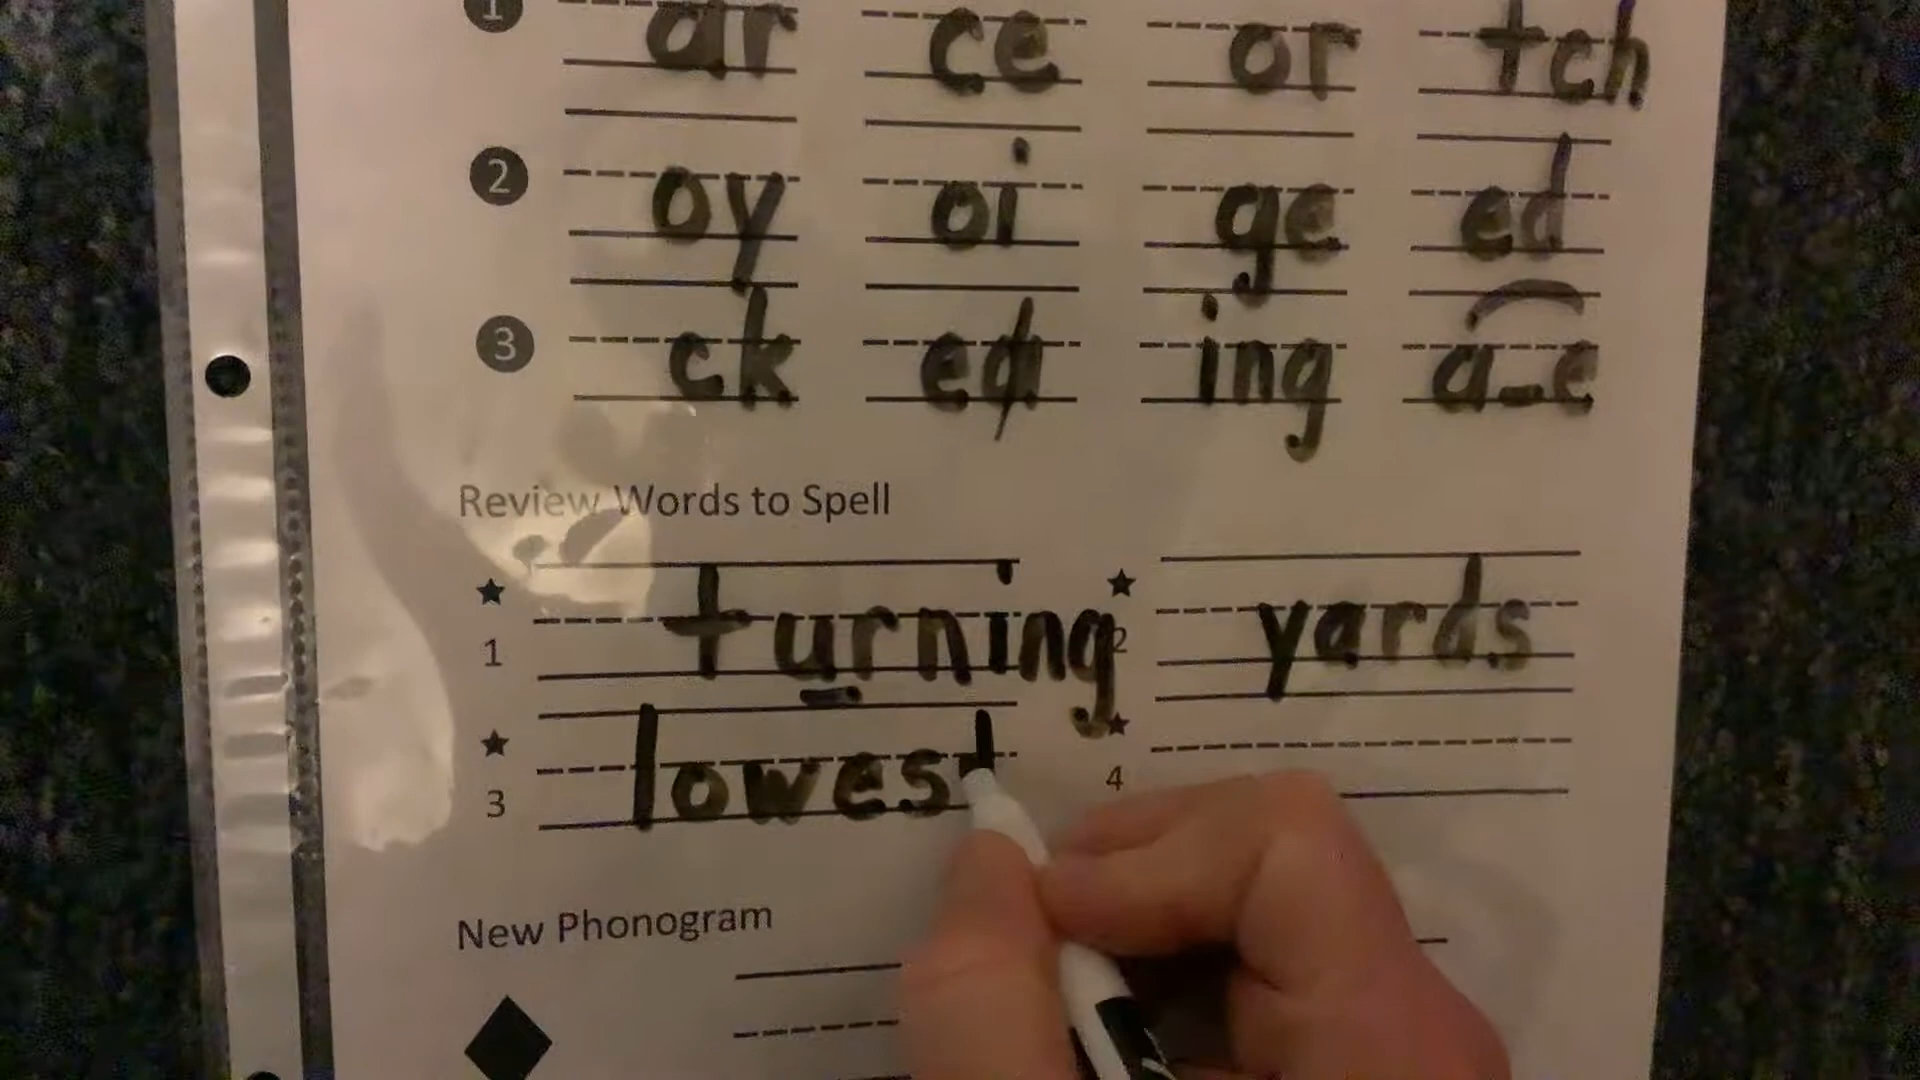 1 ar ce or tch
2 oy oi ge ed
3 ck ed ing a-e
Review Words to Spell
1 turning 2 yards
3 lowest 4
New Phonogram